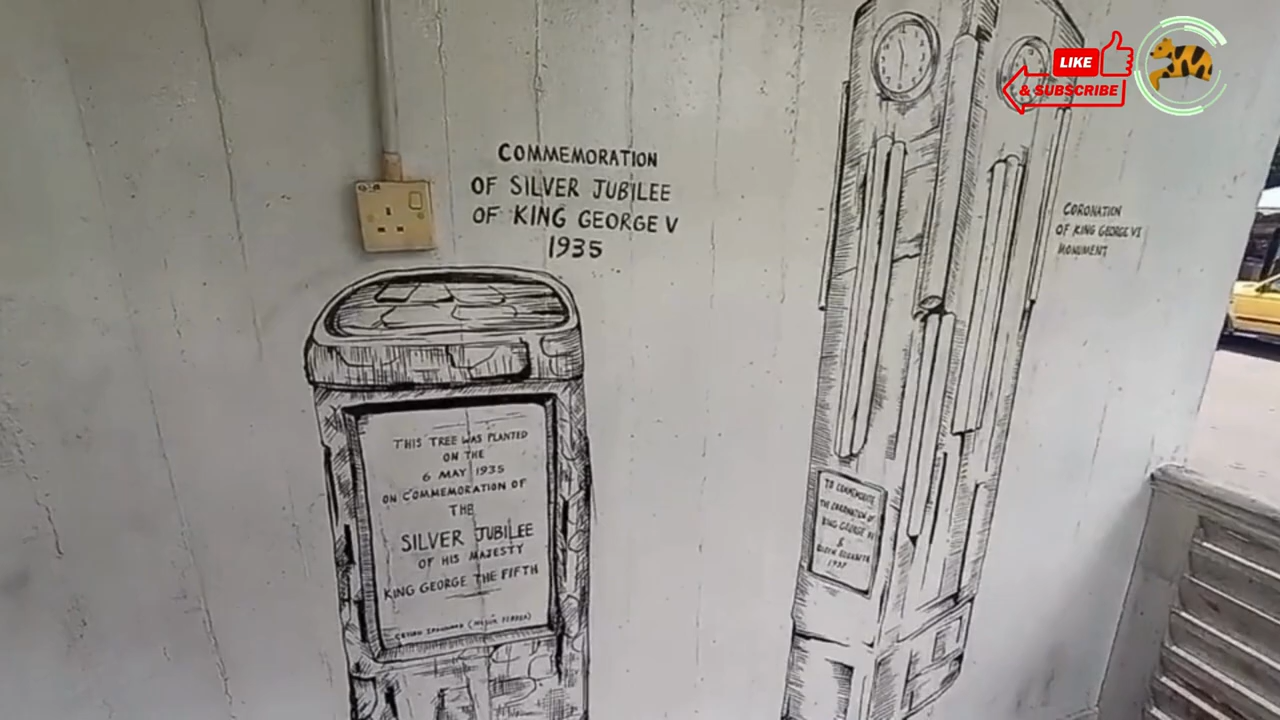 LIKE
& SUBSCRIBE
COMMEMORATION
OF SILVER JUBILEE
OF KING GEORGE V
1935
CORONATION
OF KING GEORGE VI
MONUMENT
THIS TREE WAS PLANTED
ON THE
6 MAY 1935
ON COMMEMORATION OF
THE
SILVER JUBILEE
OF HIS MAJESTY
KING GEORGE THE FIFTH
TO COMMEMORATE
THE CORONATION OF
KING GEORGE VI
&
QUEEN ELIZABETH
1937